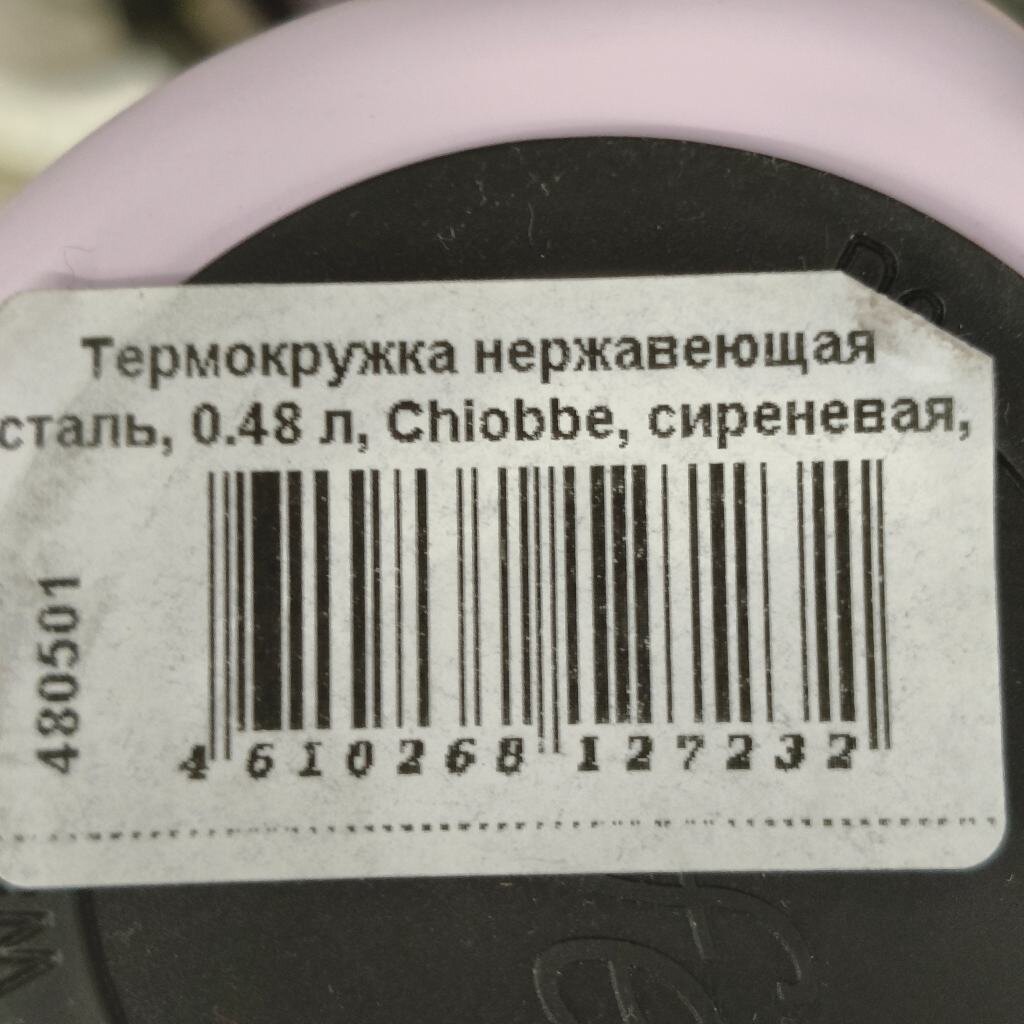 Термокружка нержавеющая
сталь, 0.48 л, Chiobbe, сиреневая,
480501
4 610268 127232